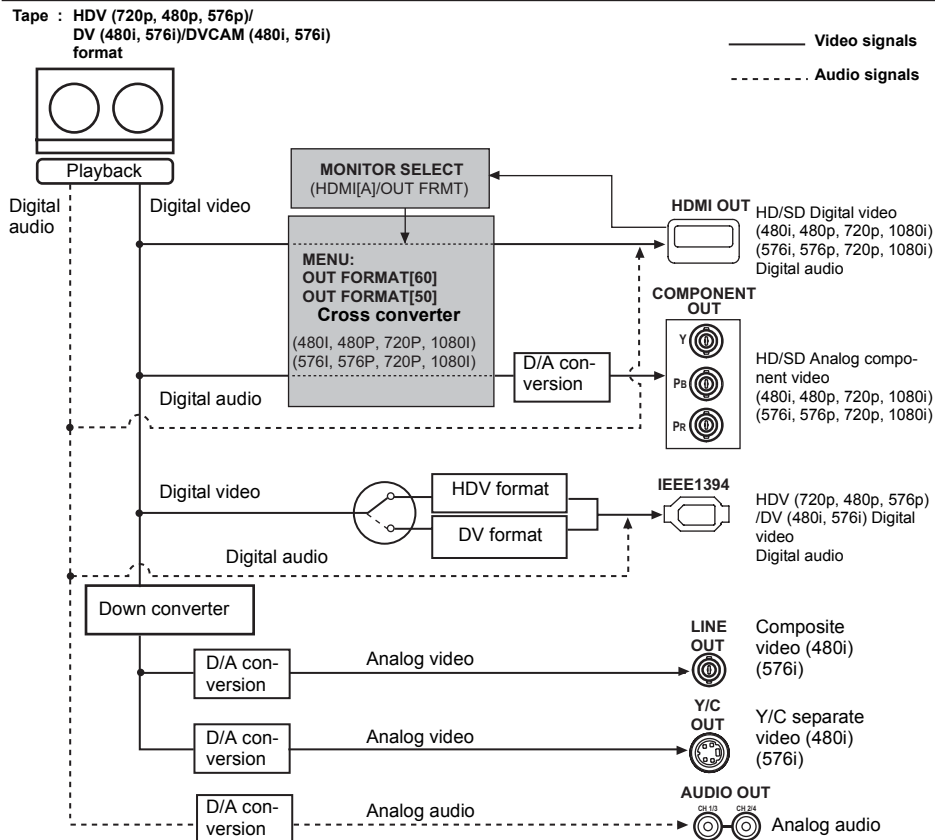 Tape : HDV (720p, 480p, 576p)/
DV (480i, 576i)/DVCAM (480i, 576i)
format
Video signals
Audio signals
Playback
Digital
audio
Digital video
MONITOR SELECT
(HDMI[A]/OUT FRMT)
MENU:
OUT FORMAT[60]
OUT FORMAT[50]
Cross converter
(480I, 480P, 720P, 1080I)
(576I, 576P, 720P, 1080I)
HDMI OUT
HD/SD Digital video
(480i, 480p, 720p, 1080i)
(576i, 576p, 720p, 1080i)
Digital audio
D/A con-
version
COMPONENT
OUT
Y
PB
PR
HD/SD Analog compo-
nent video
(480i, 480p, 720p, 1080i)
(576i, 576p, 720p, 1080i)
Digital audio
Digital video
HDV format
DV format
IEEE1394
HDV (720p, 480p, 576p)
/DV (480i, 576i) Digital
video
Digital audio
Digital audio
Down converter
D/A con-
version
Analog video
LINE
OUT
Composite
video (480i)
(576i)
D/A con-
version
Analog video
Y/C
OUT
Y/C separate
video (480i)
(576i)
D/A con-
version
Analog audio
AUDIO OUT
CH 1/3 CH 2/4
Analog audio